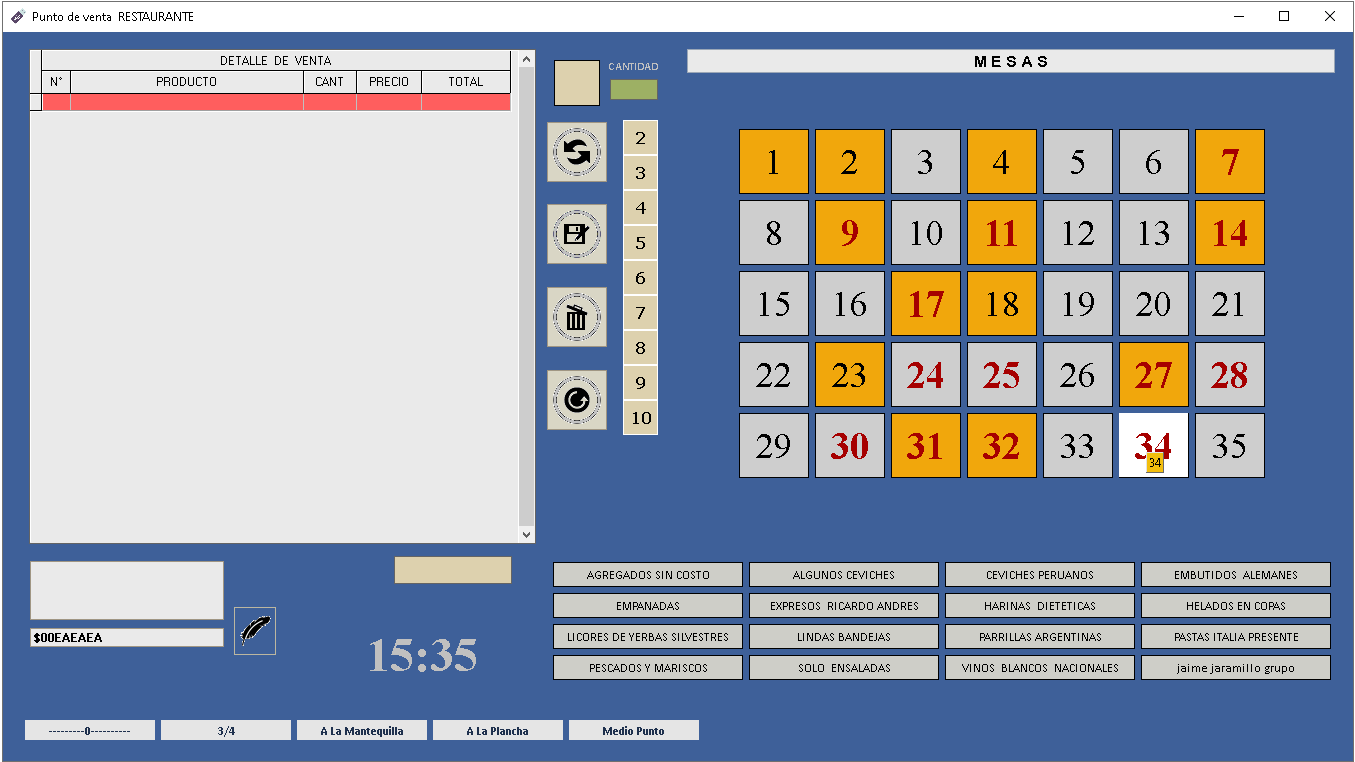 Punto de venta RESTAURANTE
DETALLE DE VENTA
N° PRODUCTO CANT PRECIO TOTAL
CANTIDAD
2
3
4
5
6
7
8
9
10
MESAS
1 2 3 4 5 6 7
8 9 10 11 12 13 14
15 16 17 18 19 20 21
22 23 24 25 26 27 28
29 30 31 32 33 34 35
34
$00EAEAEA
15:35
AGREGADOS SIN COSTO ALGUNOS CEVICHES CEVICHES PERUANOS EMBUTIDOS ALEMANES
EMPANADAS EXPRESOS RICARDO ANDRES HARINAS DIETETICAS HELADOS EN COPAS
LICORES DE YERBAS SILVESTRES LINDAS BANDEJAS PARRILLAS ARGENTINAS PASTAS ITALIA PRESENTE
PESCADOS Y MARISCOS SOLO ENSALADAS VINOS BLANCOS NACIONALES jaime jaramillo grupo
---------0---------- 3/4 A La Mantequilla A La Plancha Medio Punto